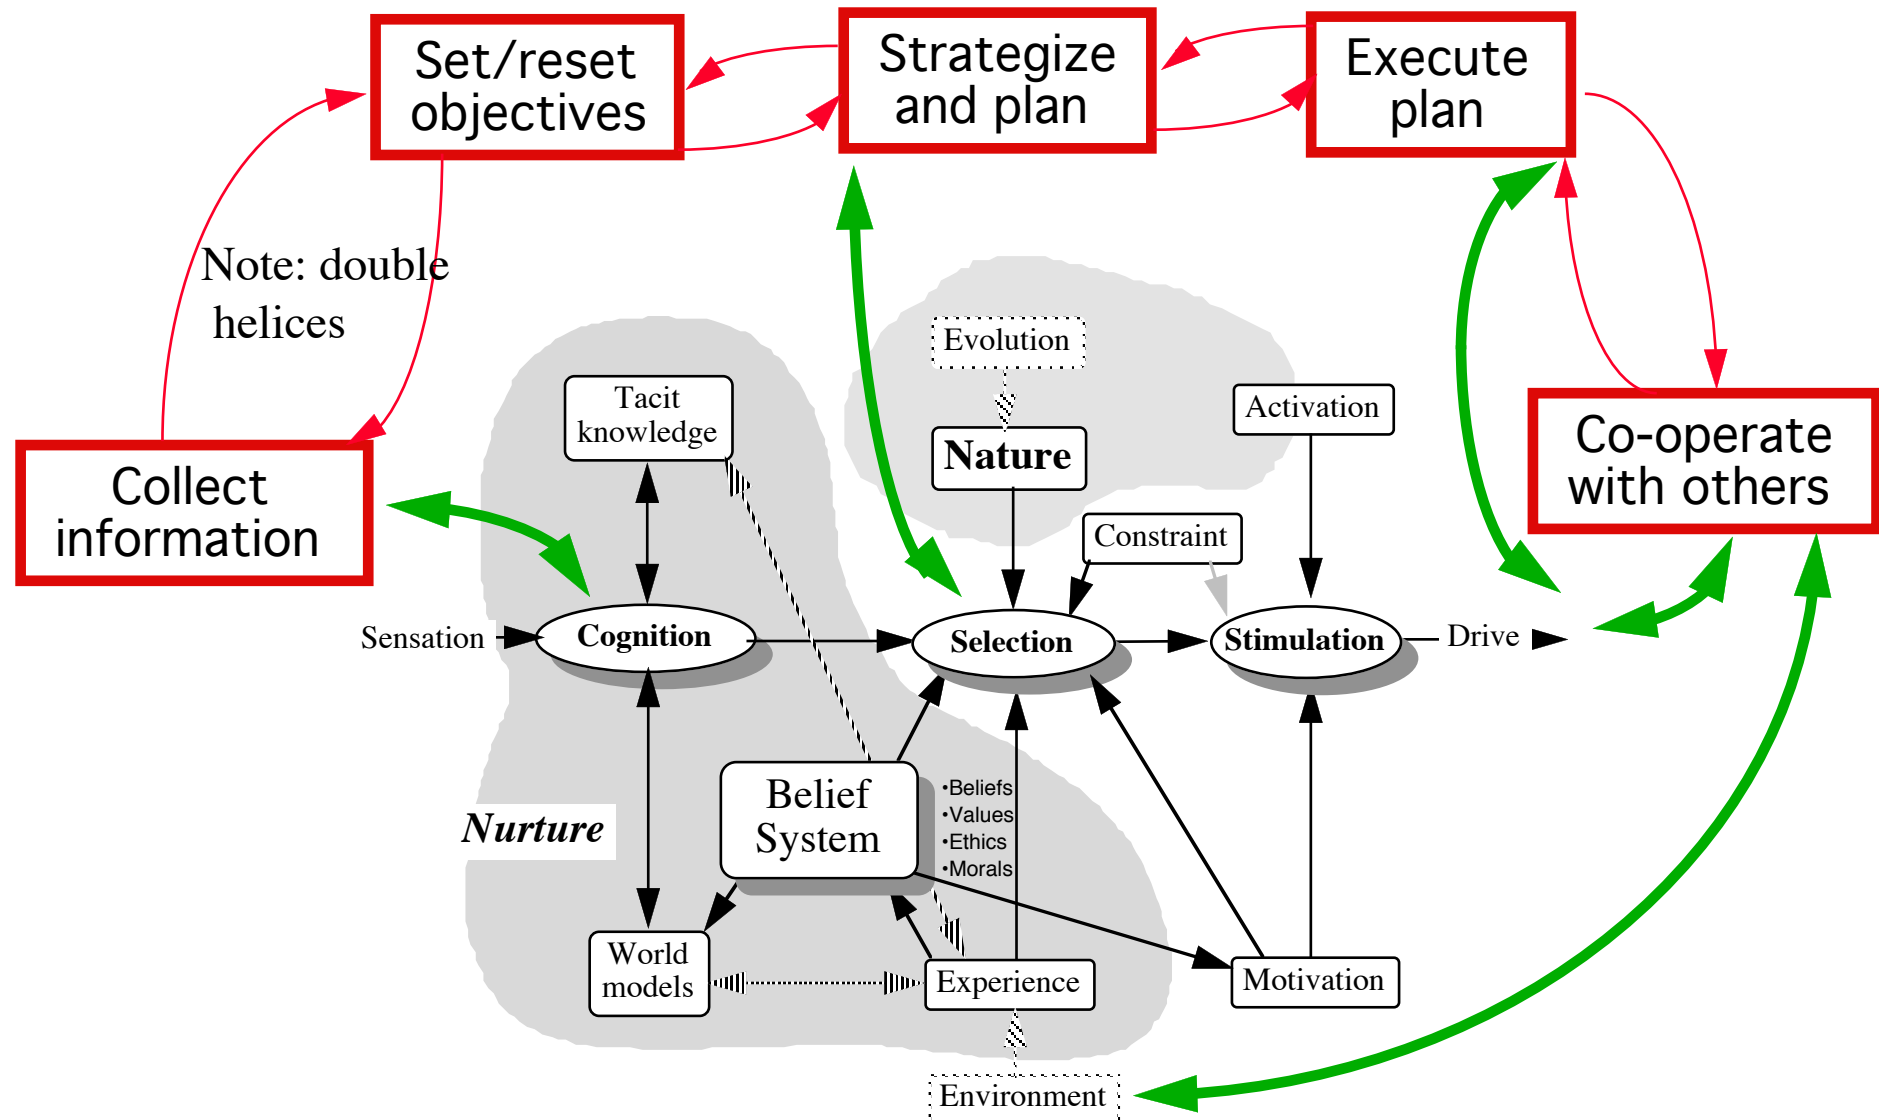 Set/reset
objectives
Strategize
and plan
Execute
plan
Note: double
helices
Collect
information
Co-operate
with others
Evolution
Nature
Tacit
knowledge
Activation
Constraint
Sensation
Cognition
Selection
Stimulation
Drive
Nurture
Belief
System
•Beliefs
•Values
•Ethics
•Morals
World
models
Experience
Motivation
Environment